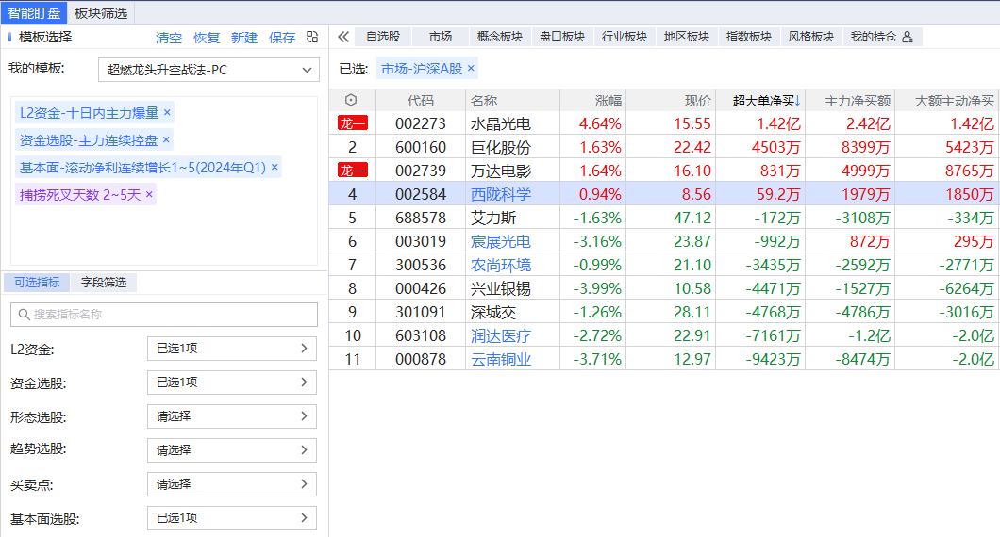 智能盯盘 板块筛选
模板选择 清空 恢复 新建 保存
我的模板: 超燃龙头升空战法-PC
L2资金-十日内主力爆量 ×
资金选股-主力连续控盘 ×
基本面-滚动净利连续增长1~5(2024年Q1) ×
捕捞死叉天数 2~5天 ×
可选指标 字段筛选
搜索指标名称
L2资金: 已选1项
资金选股: 已选1项
形态选股: 请选择
趋势选股: 请选择
买卖点: 请选择
基本面选股: 已选1项
自选股 市场 概念板块 盘口板块 行业板块 地区板块 指数板块 风格板块 我的持仓
已选: 市场-沪深A股 ×
代码 名称 涨幅 现价 超大单净买↓ 主力净买额 大额主动净买
龙一 002273 水晶光电 4.64% 15.55 1.42亿 2.42亿 1.42亿
2 600160 巨化股份 1.63% 22.42 4503万 8399万 5423万
龙一 002739 万达电影 1.64% 16.10 831万 4999万 8765万
4 002584 西陇科学 0.94% 8.56 59.2万 1979万 1850万
5 688578 艾力斯 -1.63% 47.12 -172万 -3108万 -334万
6 003019 宸展光电 -3.16% 23.87 -992万 872万 295万
7 300536 农尚环境 -0.99% 21.10 -3435万 -2592万 -2771万
8 000426 兴业银锡 -3.99% 10.58 -4471万 -1527万 -6264万
9 301091 深城交 -1.26% 28.11 -4768万 -4786万 -3016万
10 603108 润达医疗 -2.72% 22.91 -7161万 -1.2亿 -2.0亿
11 000878 云南铜业 -3.71% 12.97 -9423万 -8474万 -2.0亿